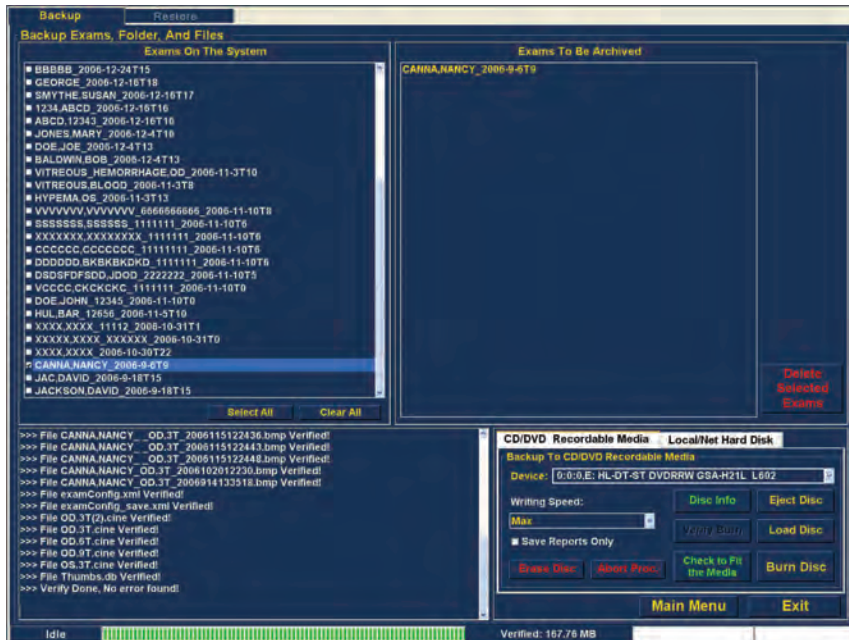 Backup
Restore
Backup Exams, Folder, And Files
Exams On The System
BBBBB_2006-12-24T15
GEORGE_2006-12-16T18
SMYTHE,SUSAN_2006-12-16T17
1234,ABCD_2006-12-16T16
ABCD,12343_2006-12-16T16
JONES,MARY_2006-12-4T16
DOE,JOE_2006-12-4T13
BALDWIN,BOB_2006-12-4T13
VITREOUS_HEMORRHAGE,OD_2006-11-3T10
VITREOUS,BLOOD_2006-11-3T8
HYPEMA,OS_2006-11-3T13
VVVVVVV,VVVVVVV_6666666666_2006-11-10T8
SSSSSSS,SSSSSS_1111111_2006-11-10T6
XXXXXXX,XXXXXXXX_1111111_2006-11-10T6
CCCCCC,CCCCCCC_11111111_2006-11-10T6
DDDDDD,BKBKBKDKD_1111111_2006-11-10T6
DSDSFDFSDD,JDOD_2222222_2006-11-10T5
VCCCC,CKCKCKC_1111111_2006-11-10T0
DOE,JOHN_12345_2006-11-10T0
HUL,BAR_12656_2006-11-5T10
XXXX,XXXX_11112_2006-10-31T1
XXXXX,XXXX_XXXXXX_2006-10-31T0
XXXX,XXXX_2006-10-30T22
CANNA,NANCY_2006-9-6T9
JAC,DAVID_2006-9-18T15
JACKSON,DAVID_2006-9-18T15
Select All
Clear All
Exams To Be Archived
CANNA,NANCY_2006-9-6T9
Delete
Selected
Exams
>>> File CANNA,NANCY_ _OD.3T_2006115122436.bmp Verified!
>>> File CANNA,NANCY_ _OD.3T_2006115122443.bmp Verified!
>>> File CANNA,NANCY_ _OD.3T_2006115122448.bmp Verified!
>>> File CANNA,NANCY_OD.3T_2006102012230.bmp Verified!
>>> File CANNA,NANCY_OD.3T_2006914133518.bmp Verified!
>>> File examConfig.xml Verified!
>>> File examConfig_save.xml Verified!
>>> File OD.3T(2).cine Verified!
>>> File OD.3T.cine Verified!
>>> File OD.6T.cine Verified!
>>> File OD.9T.cine Verified!
>>> File OS.3T.cine Verified!
>>> File Thumbs.db Verified!
>>> Verify Done, No error found!
CD/DVD Recordable Media
Local/Net Hard Disk
Backup To CD/DVD Recordable Media
Device: 0:0:0,E: HL-DT-ST DVDRRW GSA-H21L L602
Writing Speed:
Max
Save Reports Only
Disc Info
Eject Disc
Verify Burn
Load Disc
Erase Disc
Abort Proc.
Check to Fit
the Media
Burn Disc
Main Menu
Exit
Idle
Verified: 167.76 MB